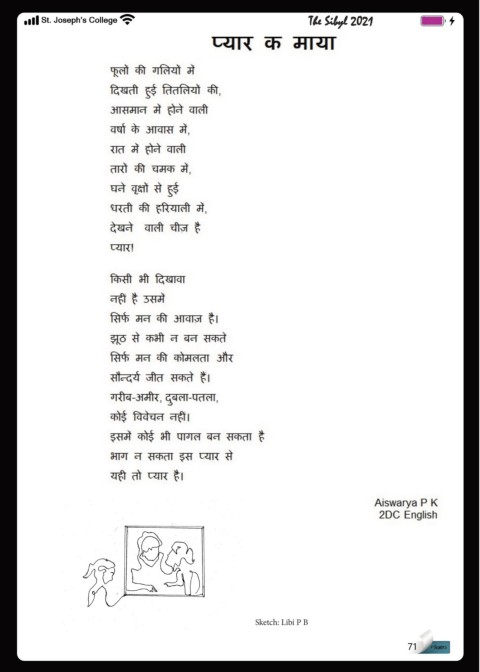 St. Joseph's College
The Sibyl 2021
प्यार क माया
फूलों की गलियो में
दिखती हुई तितलियो की,
आसमान में होने वाली
वर्षा के आवास में,
रात में होने वाली
तारों की चमक में,
घने वृक्षों से हुई
धरती की हरियाली में,
देखने वाली चीज है
प्यार!
किसी भी दिखावा
नहीं है उसमें
सिर्फ मन की आवाज है।
झूठ से कभी न बन सकते
सिर्फ मन की कोमलता और
सौन्दर्य जीत सकते हैं।
गरीब-अमीर, दुबला-पतला,
कोई विवेचन नहीं।
इसमें कोई भी पागल बन सकता है
भाग न सकता इस प्यार से
यही तो प्यार है।
Aiswarya P K
2DC English
Sketch: Libi P B
71